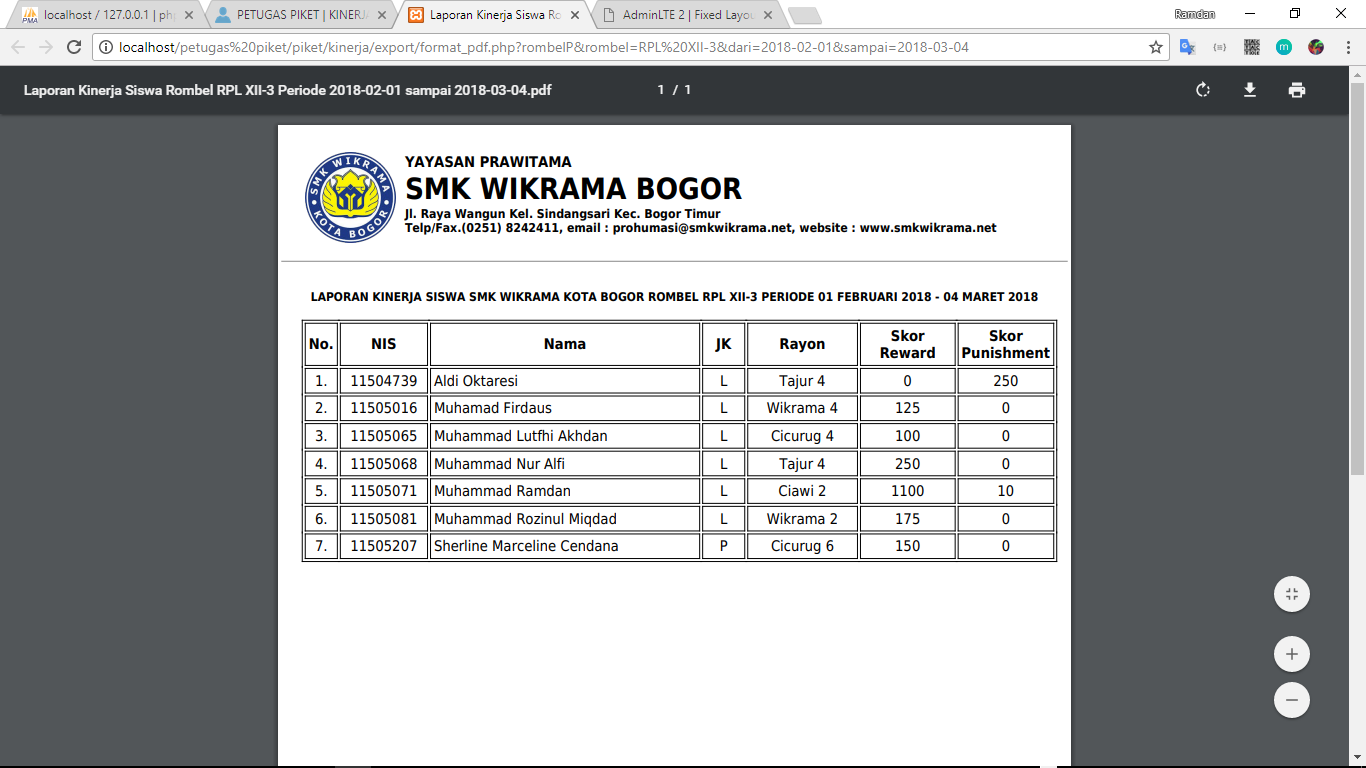 localhost / 127.0.0.1 | ph
PETUGAS PIKET | KINERJ
Laporan Kinerja Siswa Ro
AdminLTE 2 | Fixed Layou
Ramdan
localhost/petugas%20piket/piket/kinerja/export/format_pdf.php?rombelP&rombel=RPL%20XII-3&dari=2018-02-01&sampai=2018-03-04
Laporan Kinerja Siswa Rombel RPL XII-3 Periode 2018-02-01 sampai 2018-03-04.pdf
1 / 1
SMK WIKRAMA
KOTA BOGOR
YAYASAN PRAWITAMA
SMK WIKRAMA BOGOR
Jl. Raya Wangun Kel. Sindangsari Kec. Bogor Timur
Telp/Fax.(0251) 8242411, email : prohumasi@smkwikrama.net, website : www.smkwikrama.net
LAPORAN KINERJA SISWA SMK WIKRAMA KOTA BOGOR ROMBEL RPL XII-3 PERIODE 01 FEBRUARI 2018 - 04 MARET 2018
No. NIS Nama JK Rayon Skor Reward Skor Punishment
1. 11504739 Aldi Oktaresi L Tajur 4 0 250
2. 11505016 Muhamad Firdaus L Wikrama 4 125 0
3. 11505065 Muhammad Lutfhi Akhdan L Cicurug 4 100 0
4. 11505068 Muhammad Nur Alfi L Tajur 4 250 0
5. 11505071 Muhammad Ramdan L Ciawi 2 1100 10
6. 11505081 Muhammad Rozinul Miqdad L Wikrama 2 175 0
7. 11505207 Sherline Marceline Cendana P Cicurug 6 150 0